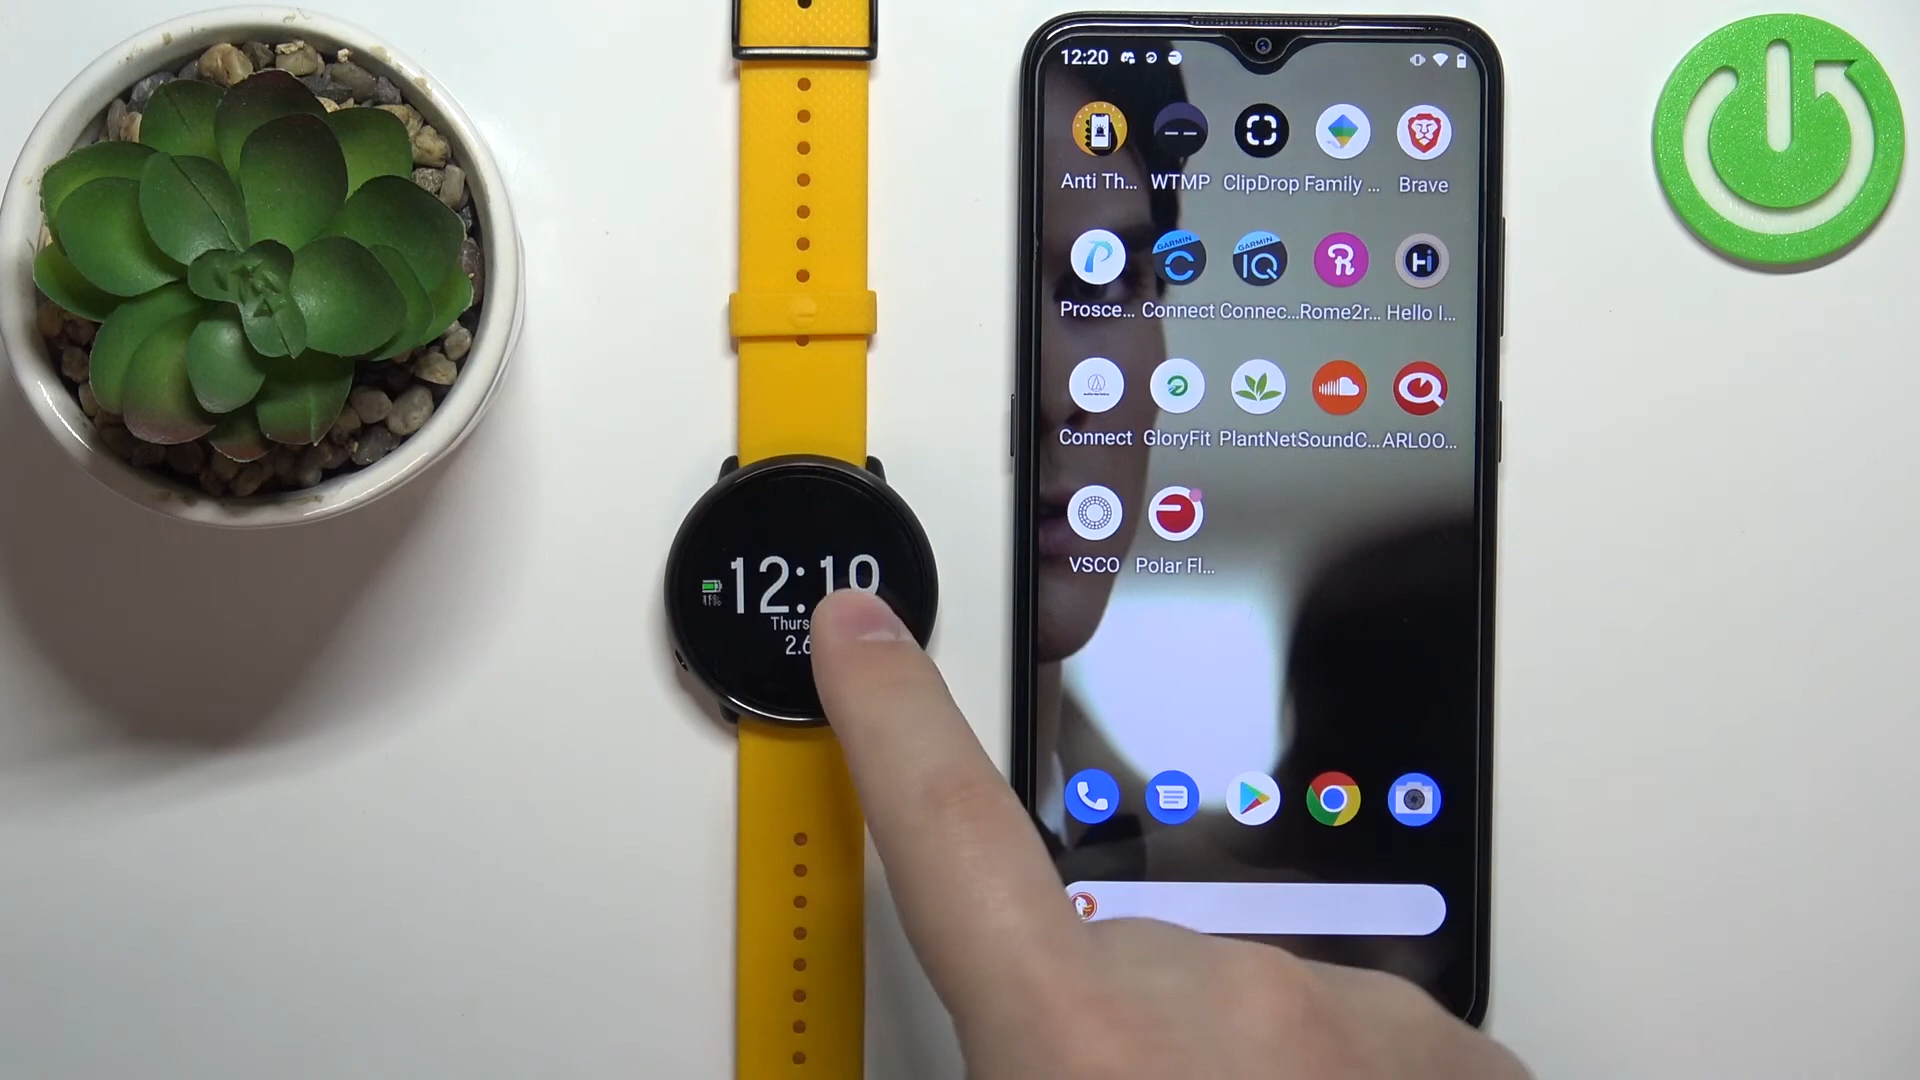 12:20
Anti Th... WTMP ClipDrop Family ... Brave
GARMIN GARMIN
C IQ
Prosce... Connect Connec... Rome2r... Hello I...
Connect GloryFit PlantNet SoundC... ARLOO...
VSCO Polar Fl...
12:19
Thurs
2.6